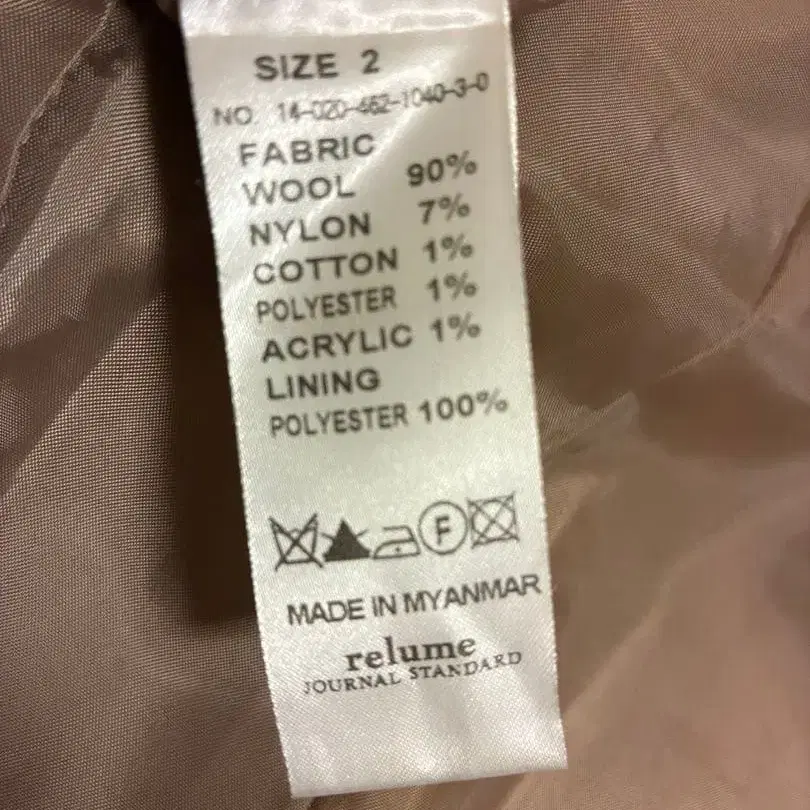 SIZE 2
NO. 14-020-462-1040-3-0
FABRIC
WOOL 90%
NYLON 7%
COTTON 1%
POLYESTER 1%
ACRYLIC 1%
LINING
POLYESTER 100%
F
MADE IN MYANMAR
relume
JOURNAL STANDARD